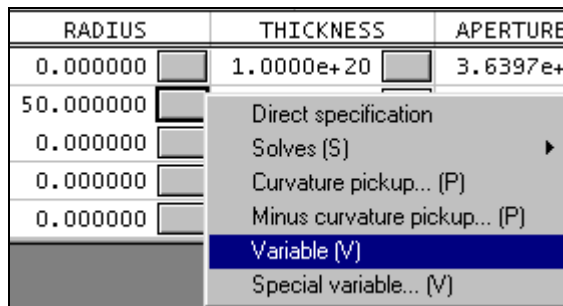 RADIUS THICKNESS APERTURE
0.000000 1.0000e+20 3.6397e+
50.000000
Direct specification
0.000000 Solves (S)
0.000000 Curvature pickup... (P)
0.000000 Minus curvature pickup... (P)
Variable (V)
Special variable... (V)